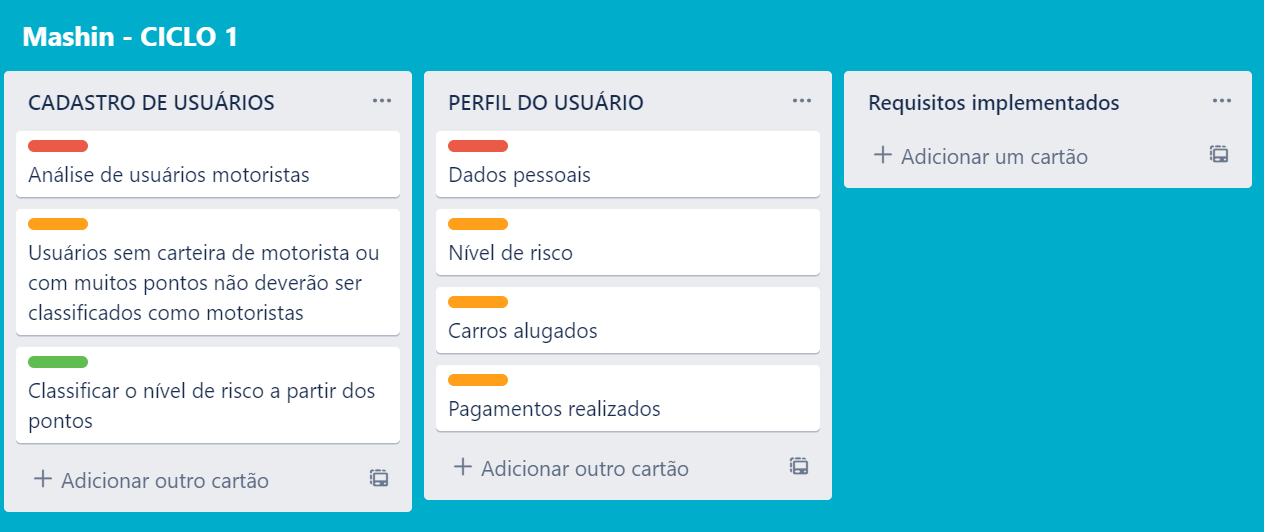 Mashin - CICLO 1
CADASTRO DE USUÁRIOS
Análise de usuários motoristas
Usuários sem carteira de motorista ou
com muitos pontos não deverão ser
classificados como motoristas
Classificar o nível de risco a partir dos
pontos
Adicionar outro cartão
PERFIL DO USUÁRIO
Dados pessoais
Nível de risco
Carros alugados
Pagamentos realizados
Adicionar outro cartão
Requisitos implementados
Adicionar um cartão